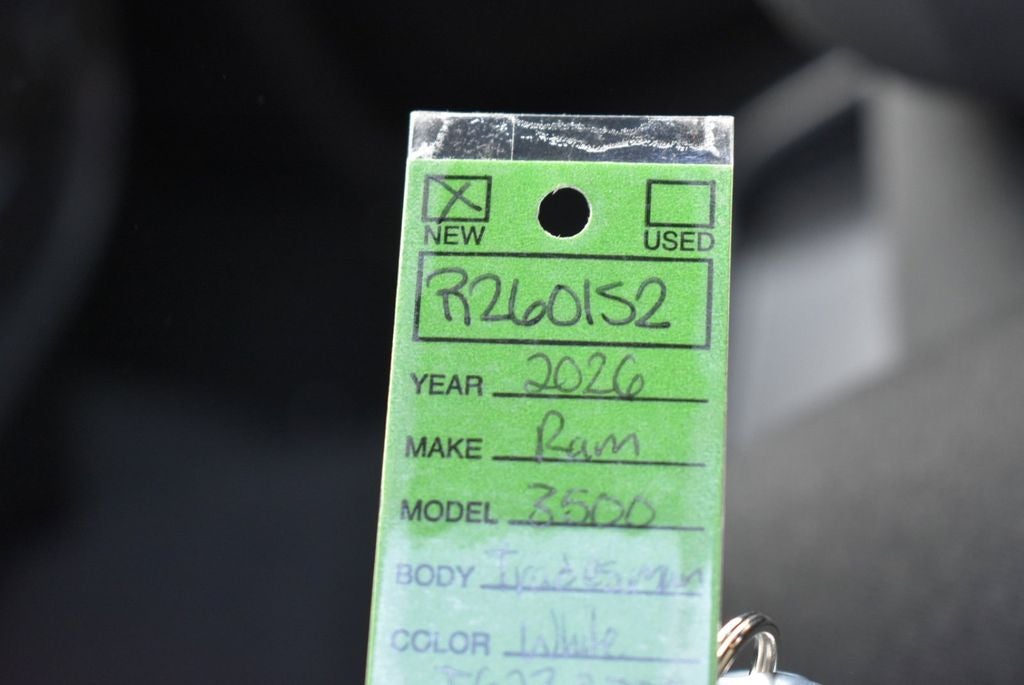 X
NEW USED
R260152
YEAR 2026
MAKE Ram
MODEL 3500
BODY Tradesman
COLOR White